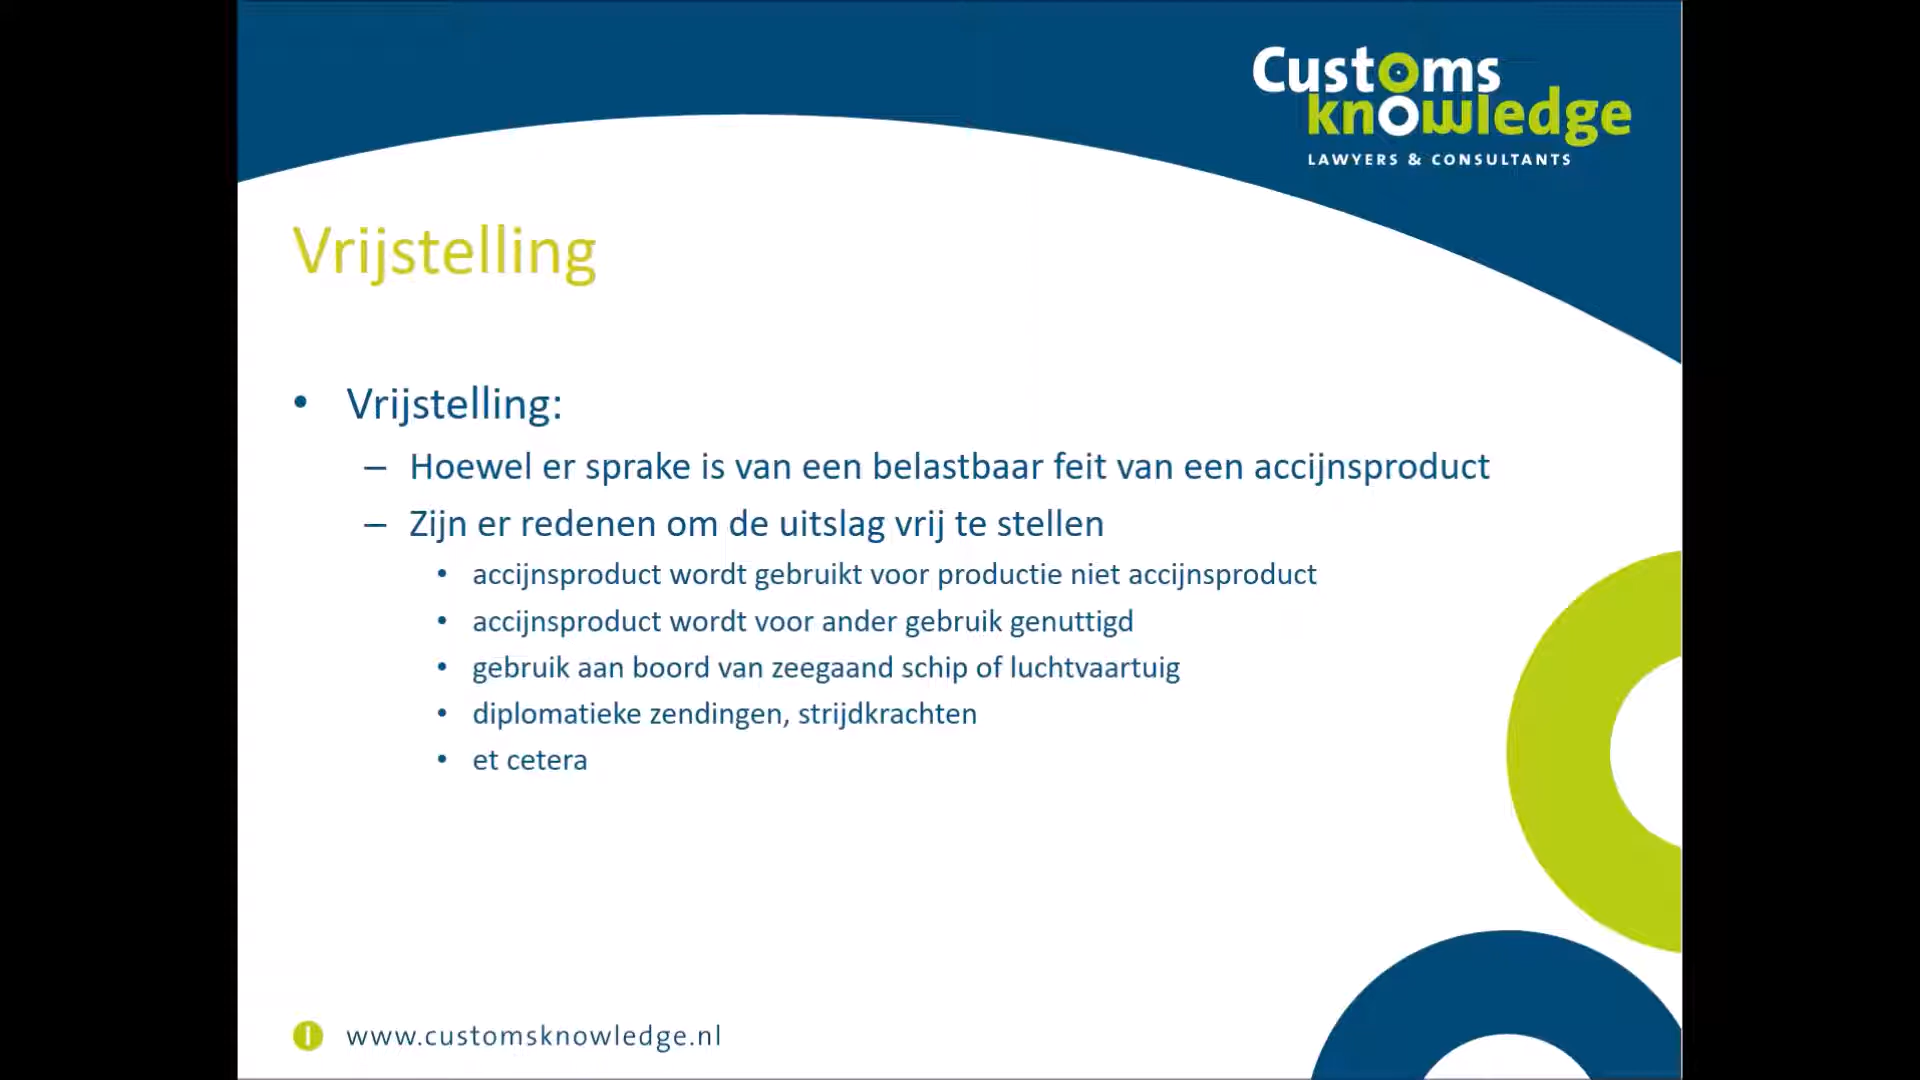 Customs
knowledge
LAWYERS & CONSULTANTS
Vrijstelling
• Vrijstelling:
– Hoewel er sprake is van een belastbaar feit van een accijnsproduct
– Zijn er redenen om de uitslag vrij te stellen
• accijnsproduct wordt gebruikt voor productie niet accijnsproduct
• accijnsproduct wordt voor ander gebruik genuttigd
• gebruik aan boord van zeegaand schip of luchtvaartuig
• diplomatieke zendingen, strijdkrachten
• et cetera
www.customsknowledge.nl